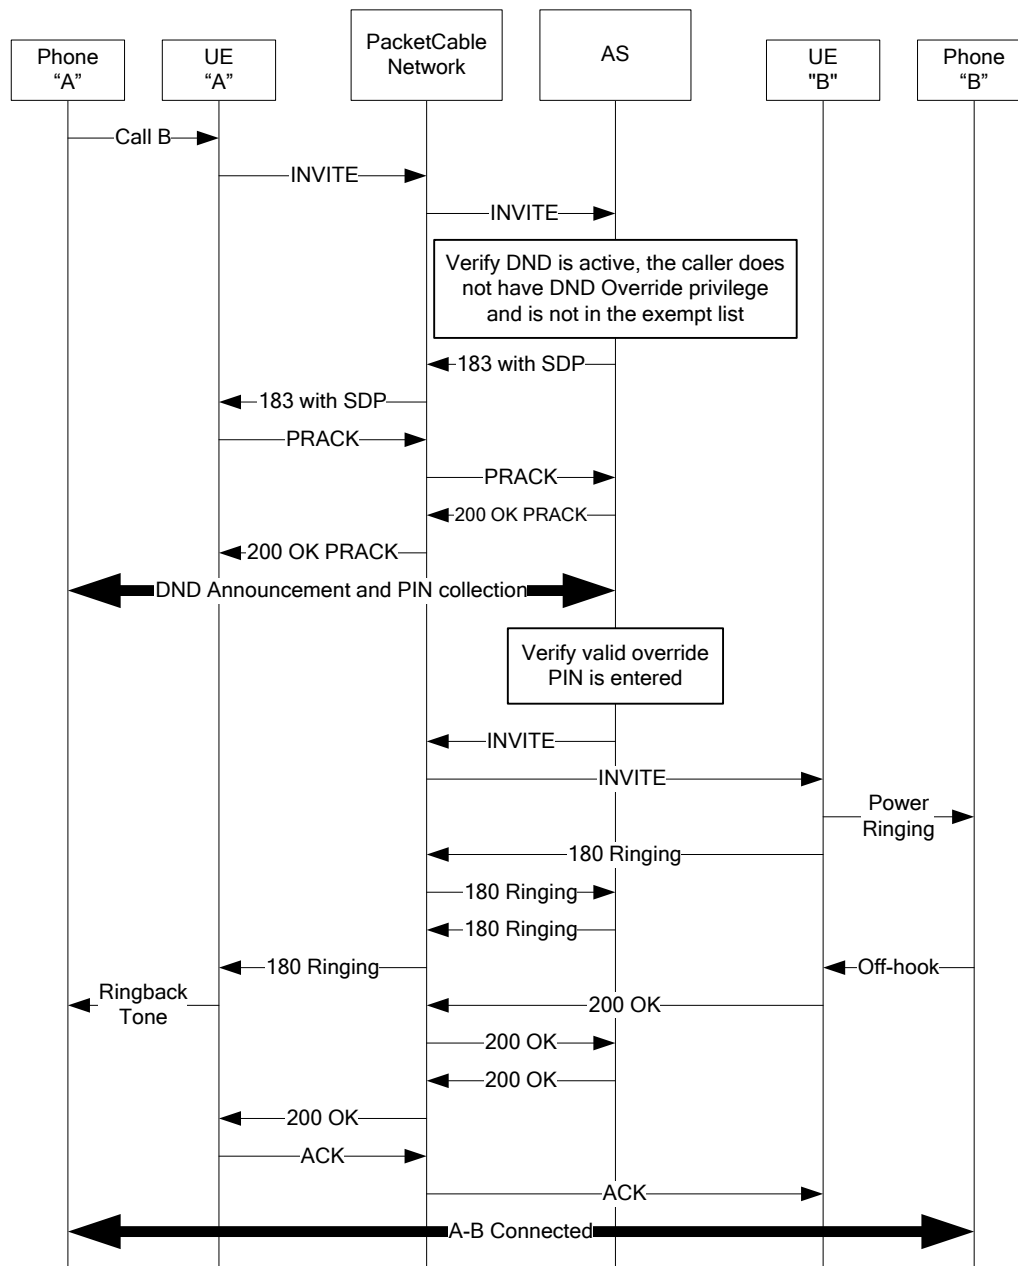 Phone
“A”
UE
“A”
PacketCable
Network
AS
UE
"B"
Phone
“B”
Call B
INVITE
INVITE
Verify DND is active, the caller does
not have DND Override privilege
and is not in the exempt list
183 with SDP
183 with SDP
PRACK
PRACK
200 OK PRACK
200 OK PRACK
DND Announcement and PIN collection
Verify valid override
PIN is entered
INVITE
INVITE
Power
Ringing
180 Ringing
180 Ringing
180 Ringing
180 Ringing
Off-hook
Ringback
Tone
200 OK
200 OK
200 OK
200 OK
ACK
ACK
A-B Connected